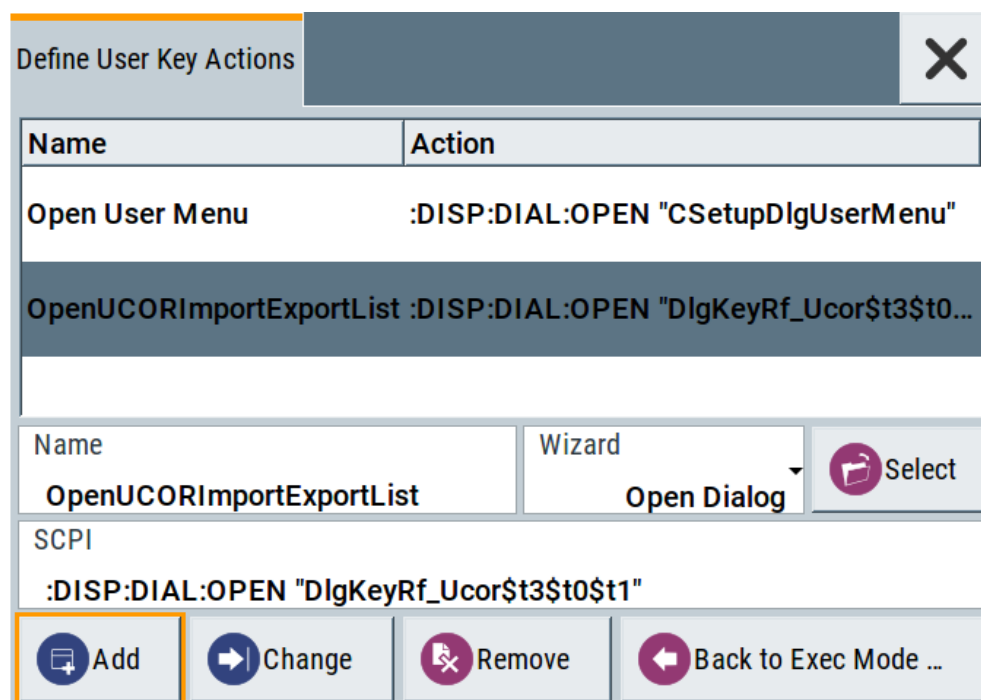 Define User Key Actions
Name Action
Open User Menu :DISP:DIAL:OPEN "CSetupDlgUserMenu"
OpenUCORImportExportList :DISP:DIAL:OPEN "DlgKeyRf_Ucor$t3$t0...
Name Wizard
OpenUCORImportExportList Open Dialog Select
SCPI
:DISP:DIAL:OPEN "DlgKeyRf_Ucor$t3$t0$t1"
Add Change Remove Back to Exec Mode ...